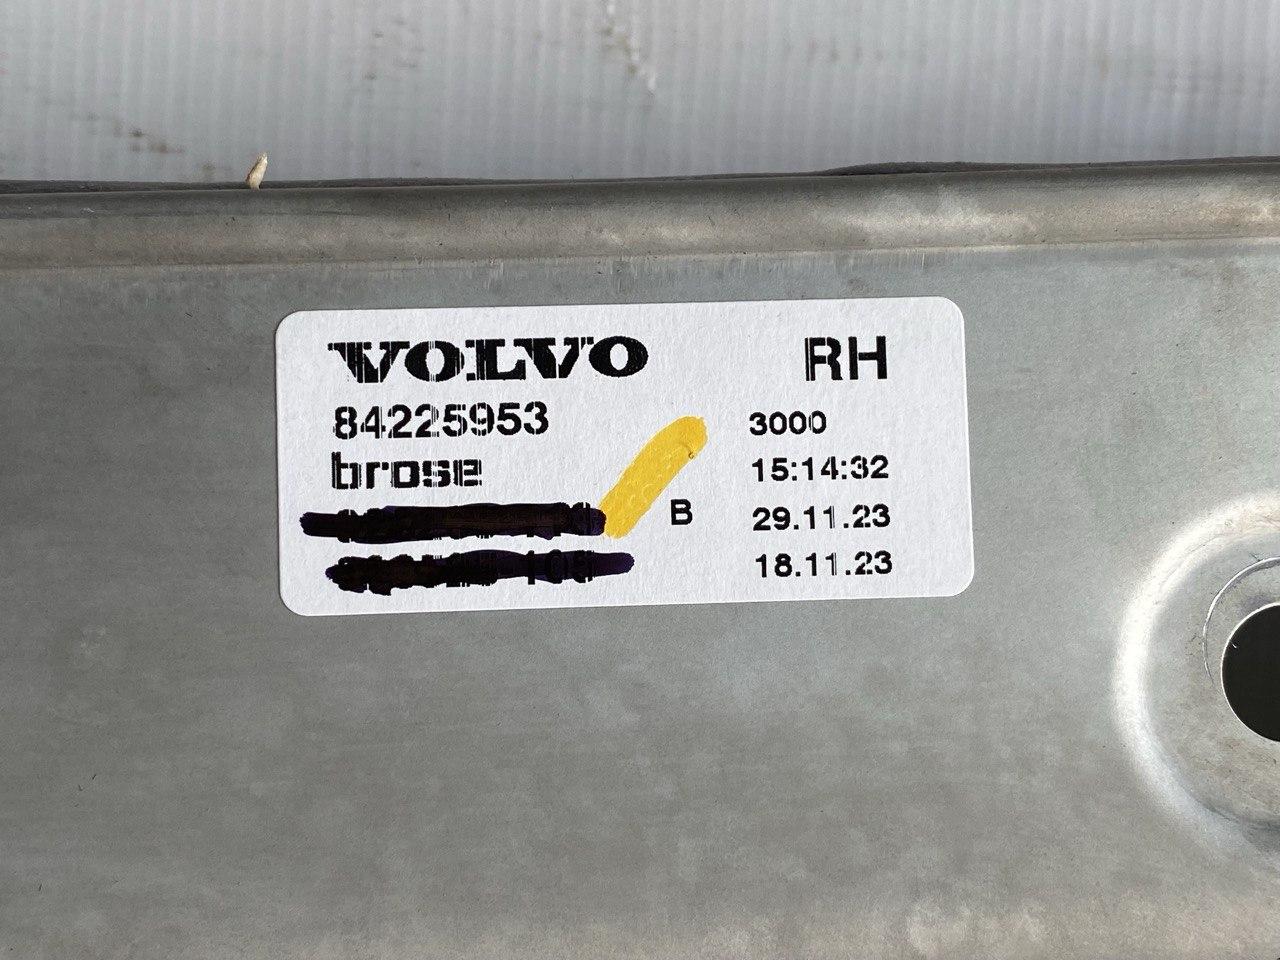 VOLVO RH
84225953 3000
brose 15:14:32
B 29.11.23
18.11.23